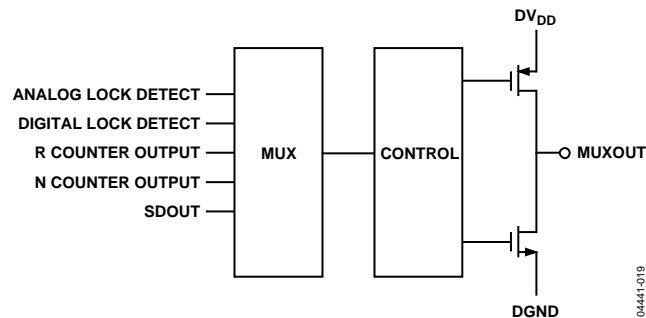 DVDD
ANALOG LOCK DETECT
DIGITAL LOCK DETECT
R COUNTER OUTPUT
N COUNTER OUTPUT
SDOUT
MUX
CONTROL
MUXOUT
DGND
04441-019